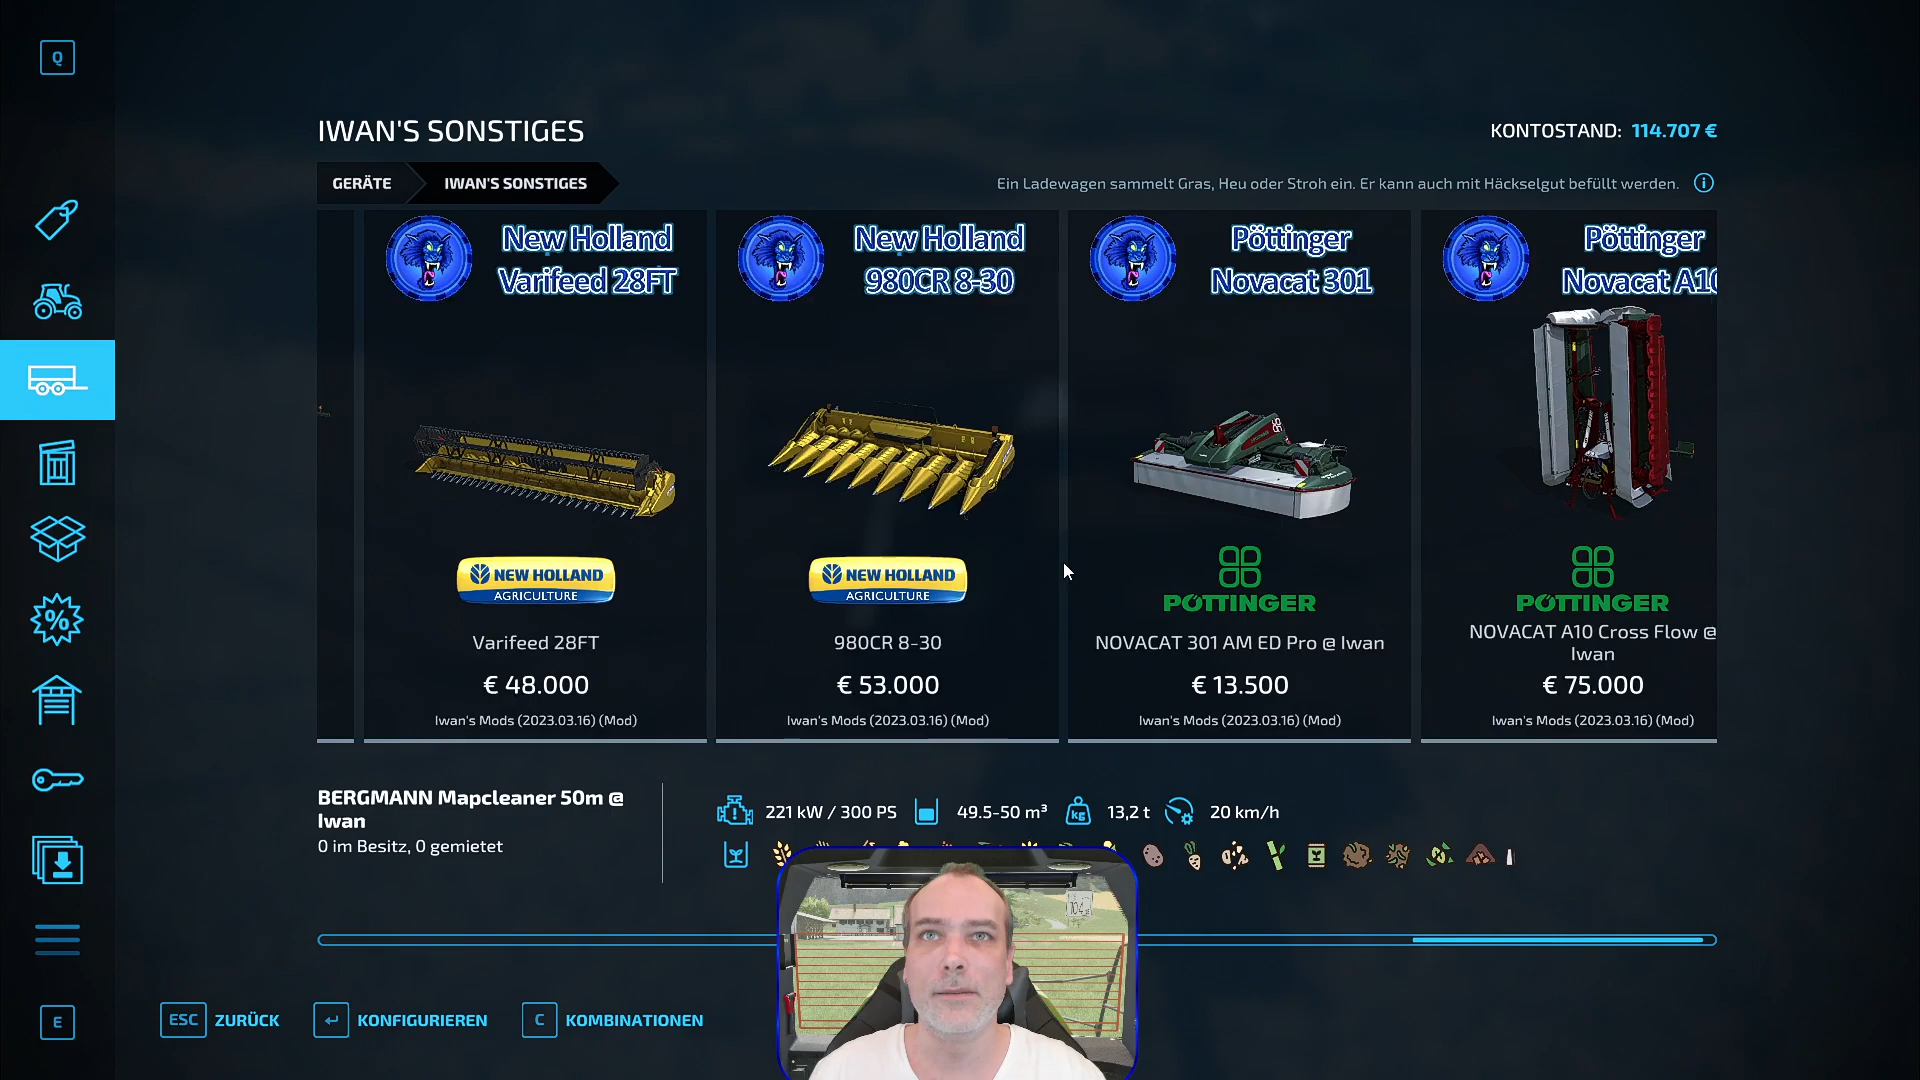 Q
IWAN'S SONSTIGES
KONTOSTAND: 114.707 €
GERÄTE
IWAN'S SONSTIGES
Ein Ladewagen sammelt Gras, Heu oder Stroh ein. Er kann auch mit Häckselgut befüllt werden.
New Holland
Varifeed 28FT
New Holland
980CR 8-30
Pöttinger
Novacat 301
Pöttinger
Novacat A10
NEW HOLLAND
AGRICULTURE
NEW HOLLAND
AGRICULTURE
PÖTTINGER
PÖTTINGER
Varifeed 28FT
980CR 8-30
NOVACAT 301 AM ED Pro @ Iwan
NOVACAT A10 Cross Flow @
Iwan
€ 48.000
€ 53.000
€ 13.500
€ 75.000
Iwan's Mods (2023.03.16) (Mod)
Iwan's Mods (2023.03.16) (Mod)
Iwan's Mods (2023.03.16) (Mod)
Iwan's Mods (2023.03.16) (Mod)
BERGMANN Mapcleaner 50m @
Iwan
0 im Besitz, 0 gemietet
221 kW / 300 PS
49.5-50 m³
kg
13,2 t
20 km/h
104
E
ESC ZURÜCK
KONFIGURIEREN
C KOMBINATIONEN